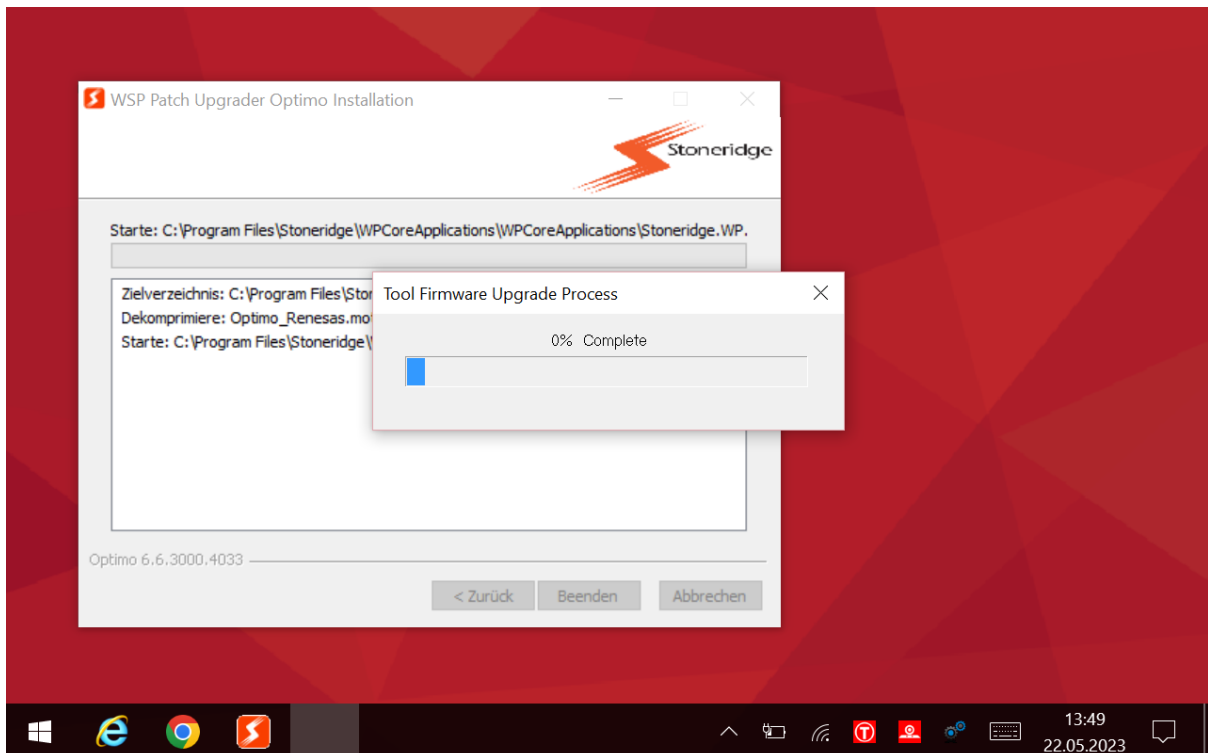 WSP Patch Upgrader Optimo Installation
Stoneridge
Starte: C:\Program Files\Stoneridge\WPCoreApplications\WPCoreApplications\Stoneridge.WP.
Zielverzeichnis: C:\Program Files\Ston
Dekomprimiere: Optimo_Renesas.mo
Starte: C:\Program Files\Stoneridge\
Tool Firmware Upgrade Process
0% Complete
Optimo 6.6.3000.4033
< Zurück Beenden Abbrechen
13:49
22.05.2023